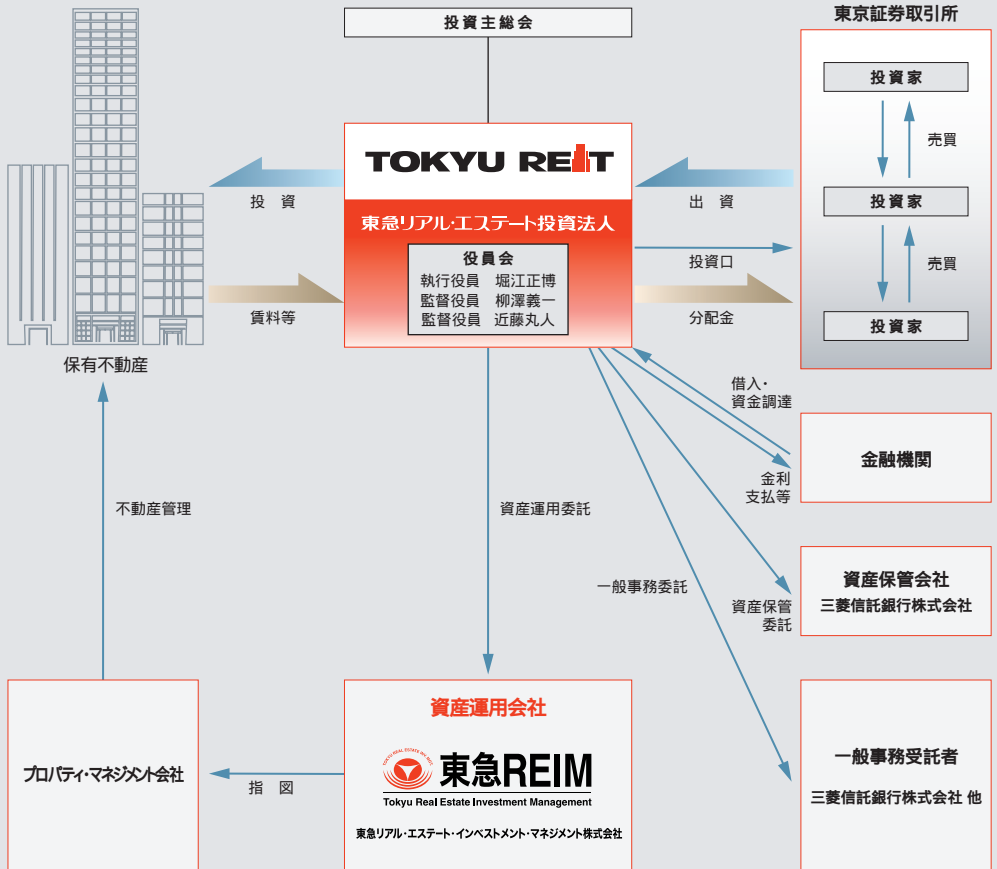 投資主総会
東京証券取引所
投資家
売買
投資家
売買
投資家
TOKYU REIT
東急リアル・エステート投資法人
役員会
執行役員 堀江正博
監督役員 柳澤義一
監督役員 近藤丸人
投 資
賃料等
出 資
投資口
分配金
保有不動産
借入・
資金調達
金融機関
金利
支払等
不動産管理
資産運用委託
一般事務委託
資産保管
委託
資産保管会社
三菱信託銀行株式会社
プロパティ・マネジメント会社
指 図
資産運用会社
TOKYU REAL ESTATE INV. MGT.
東急REIM
Tokyu Real Estate Investment Management
東急リアル・エステート・インベストメント・マネジメント株式会社
一般事務受託者
三菱信託銀行株式会社 他